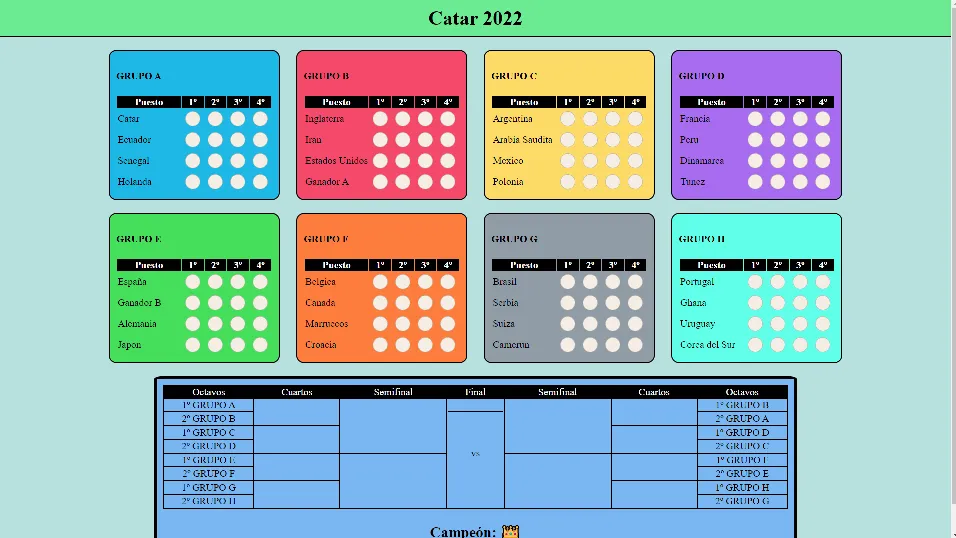 Catar 2022
GRUPO A
Puesto 1º 2º 3º 4º
Catar
Ecuador
Senegal
Holanda
GRUPO B
Puesto 1º 2º 3º 4º
Inglaterra
Iran
Estados Unidos
Ganador A
GRUPO C
Puesto 1º 2º 3º 4º
Argentina
Arabia Saudita
Mexico
Polonia
GRUPO D
Puesto 1º 2º 3º 4º
Francia
Peru
Dinamarca
Tunez
GRUPO E
Puesto 1º 2º 3º 4º
España
Ganador B
Alemania
Japon
GRUPO F
Puesto 1º 2º 3º 4º
Belgica
Canada
Marruecos
Croacia
GRUPO G
Puesto 1º 2º 3º 4º
Brasil
Serbia
Suiza
Camerun
GRUPO H
Puesto 1º 2º 3º 4º
Portugal
Ghana
Uruguay
Corea del Sur
Octavos Cuartos Semifinal Final Semifinal Cuartos Octavos
1º GRUPO A 1º GRUPO B
2º GRUPO B 2º GRUPO A
1º GRUPO C 1º GRUPO D
2º GRUPO D 2º GRUPO C
vs
1º GRUPO E 1º GRUPO F
2º GRUPO F 2º GRUPO E
1º GRUPO G 1º GRUPO H
2º GRUPO H 2º GRUPO G
Campeón: